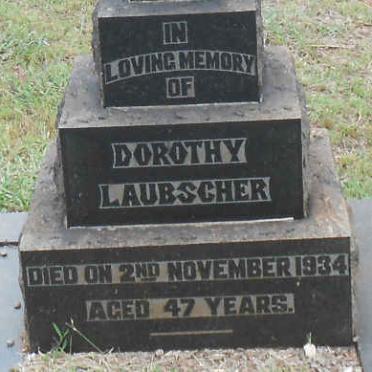 IN
LOVING MEMORY
OF
DOROTHY
LAUBSCHER
DIED ON 2ND NOVEMBER 1934
AGED 47 YEARS.